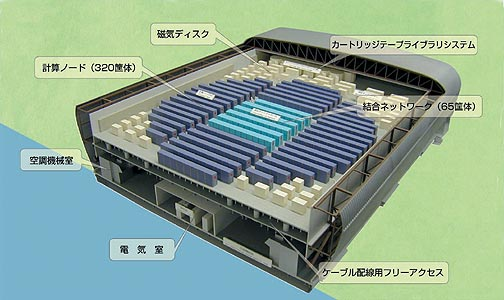 磁気ディスク
カートリッジテープライブラリシステム
計算ノード（320筐体）
結合ネットワーク（65筐体）
空調機械室
電気室
ケーブル配線用フリーアクセス